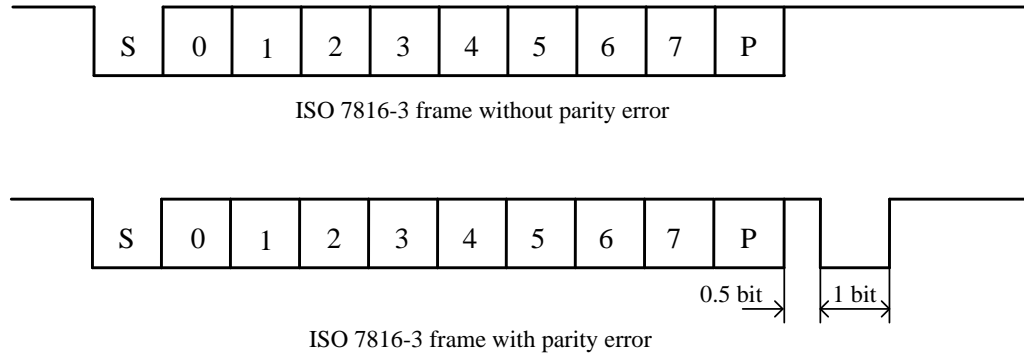 S 0 1 2 3 4 5 6 7 P
ISO 7816-3 frame without parity error
S 0 1 2 3 4 5 6 7 P
0.5 bit 1 bit
ISO 7816-3 frame with parity error